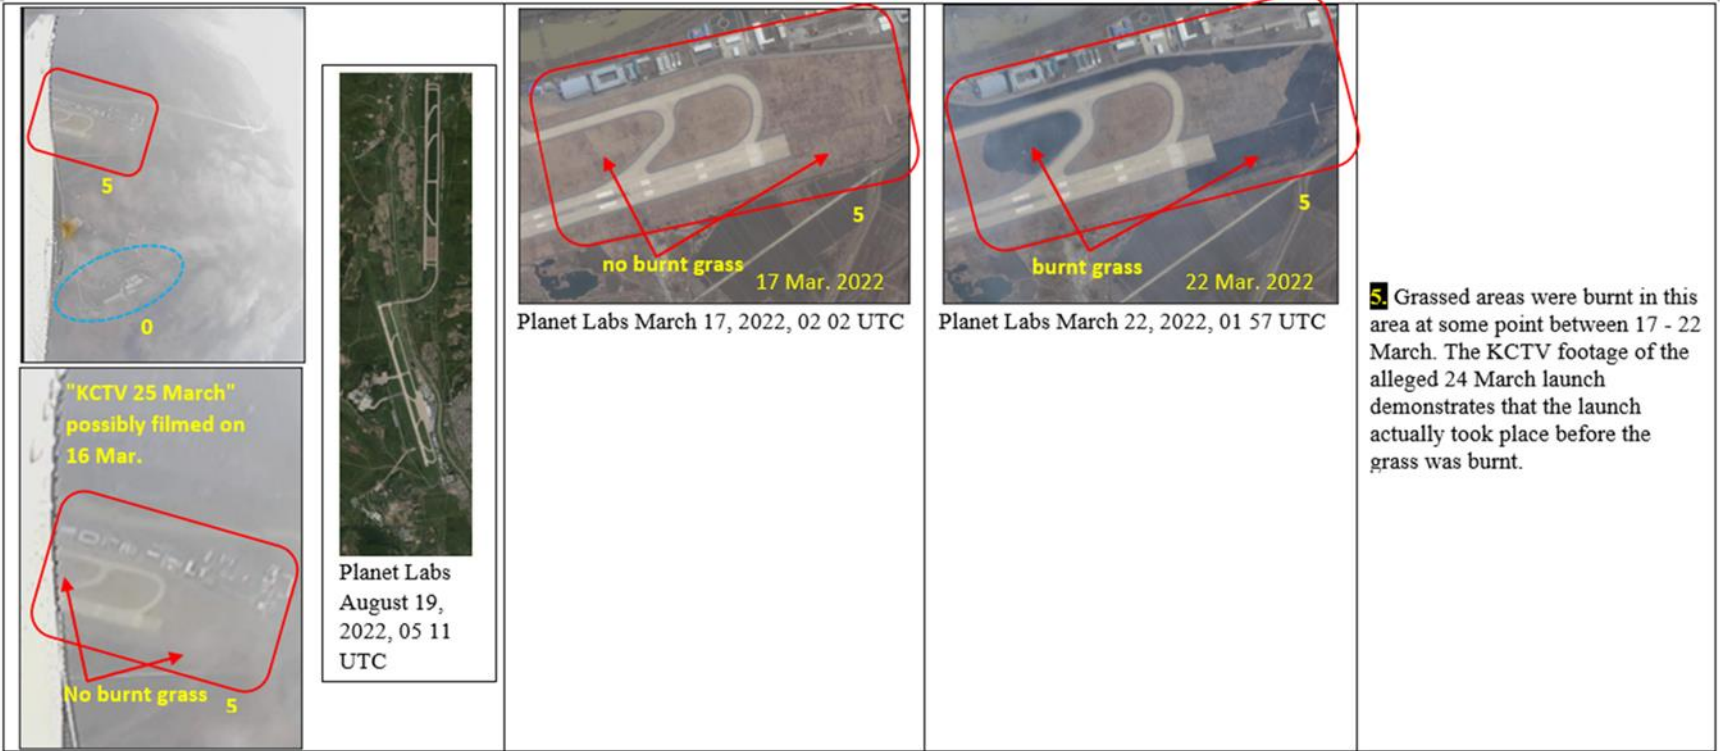 5
0
"KCTV 25 March"
possibly filmed on
16 Mar.
No burnt grass
5
Planet Labs
August 19,
2022, 05 11
UTC
5
no burnt grass
17 Mar. 2022
Planet Labs March 17, 2022, 02 02 UTC
5
burnt grass
22 Mar. 2022
Planet Labs March 22, 2022, 01 57 UTC
5. Grassed areas were burnt in this
area at some point between 17 - 22
March. The KCTV footage of the
alleged 24 March launch
demonstrates that the launch
actually took place before the
grass was burnt.